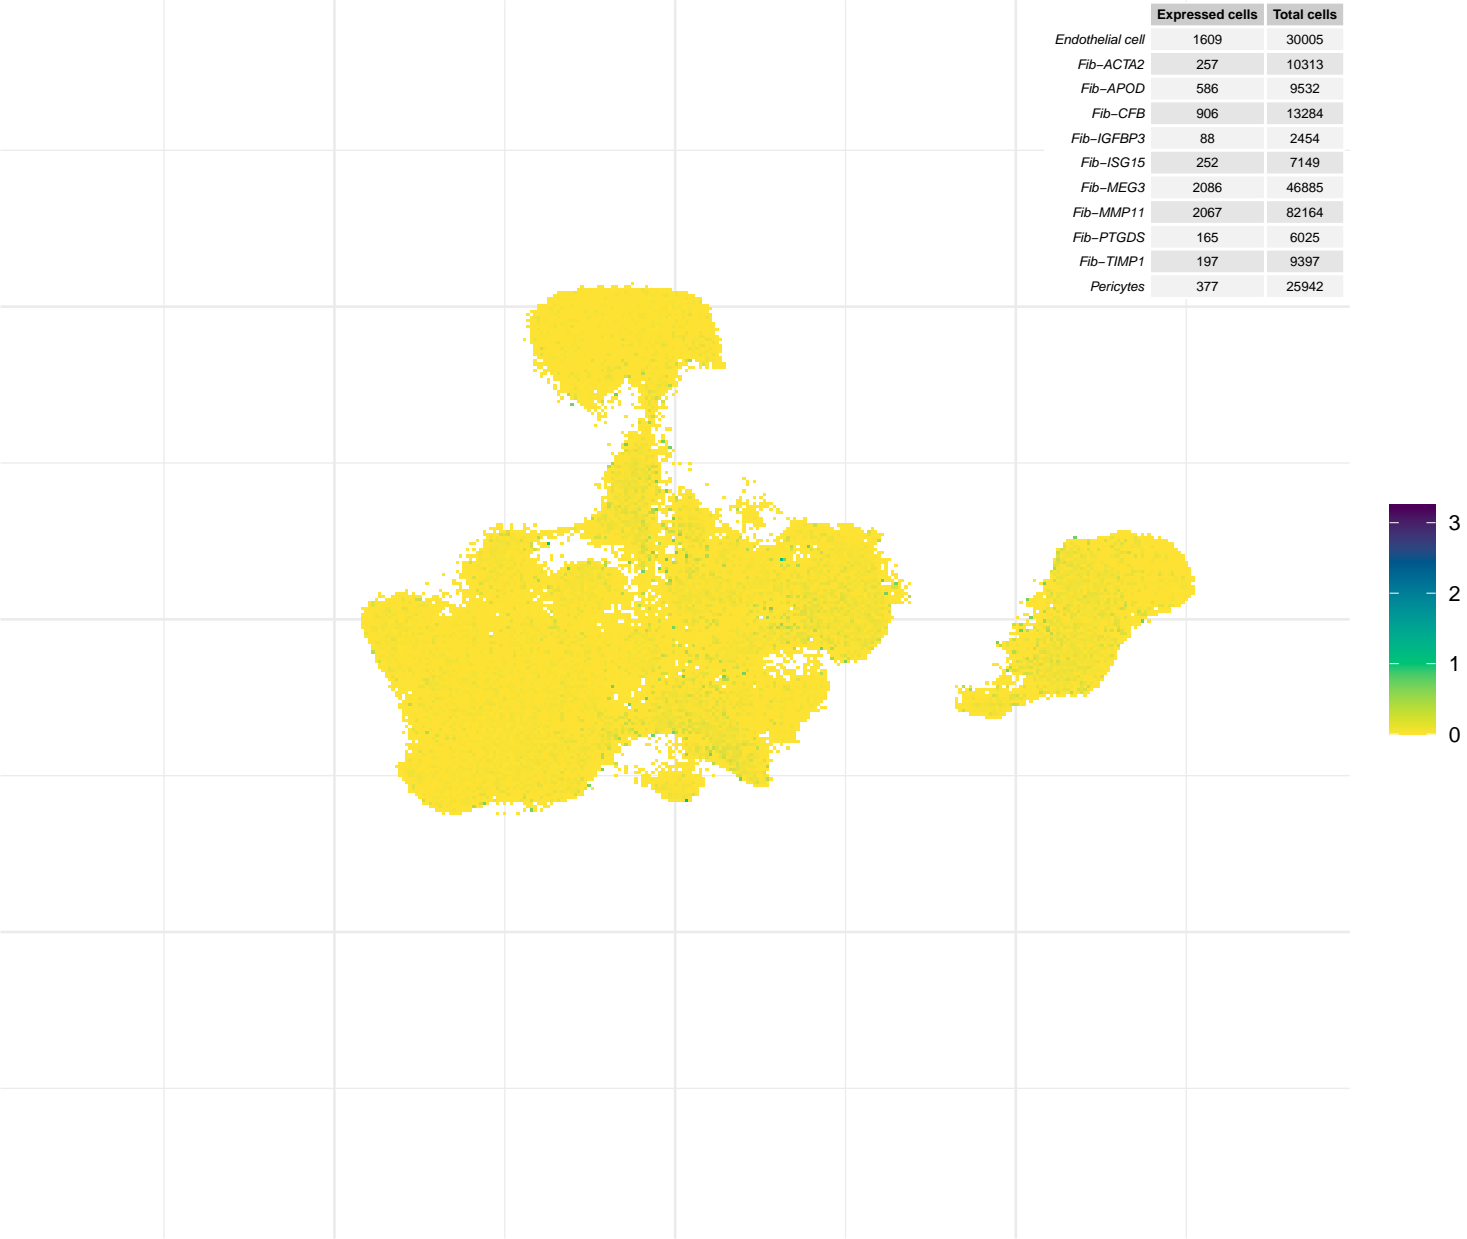 Expressed cells Total cells
Endothelial cell 1609 30005
Fib−ACTA2 257 10313
Fib−APOD 586 9532
Fib−CFB 906 13284
Fib−IGFBP3 88 2454
Fib−ISG15 252 7149
Fib−MEG3 2086 46885
Fib−MMP11 2067 82164
Fib−PTGDS 165 6025
Fib−TIMP1 197 9397
Pericytes 377 25942
3
2
1
0